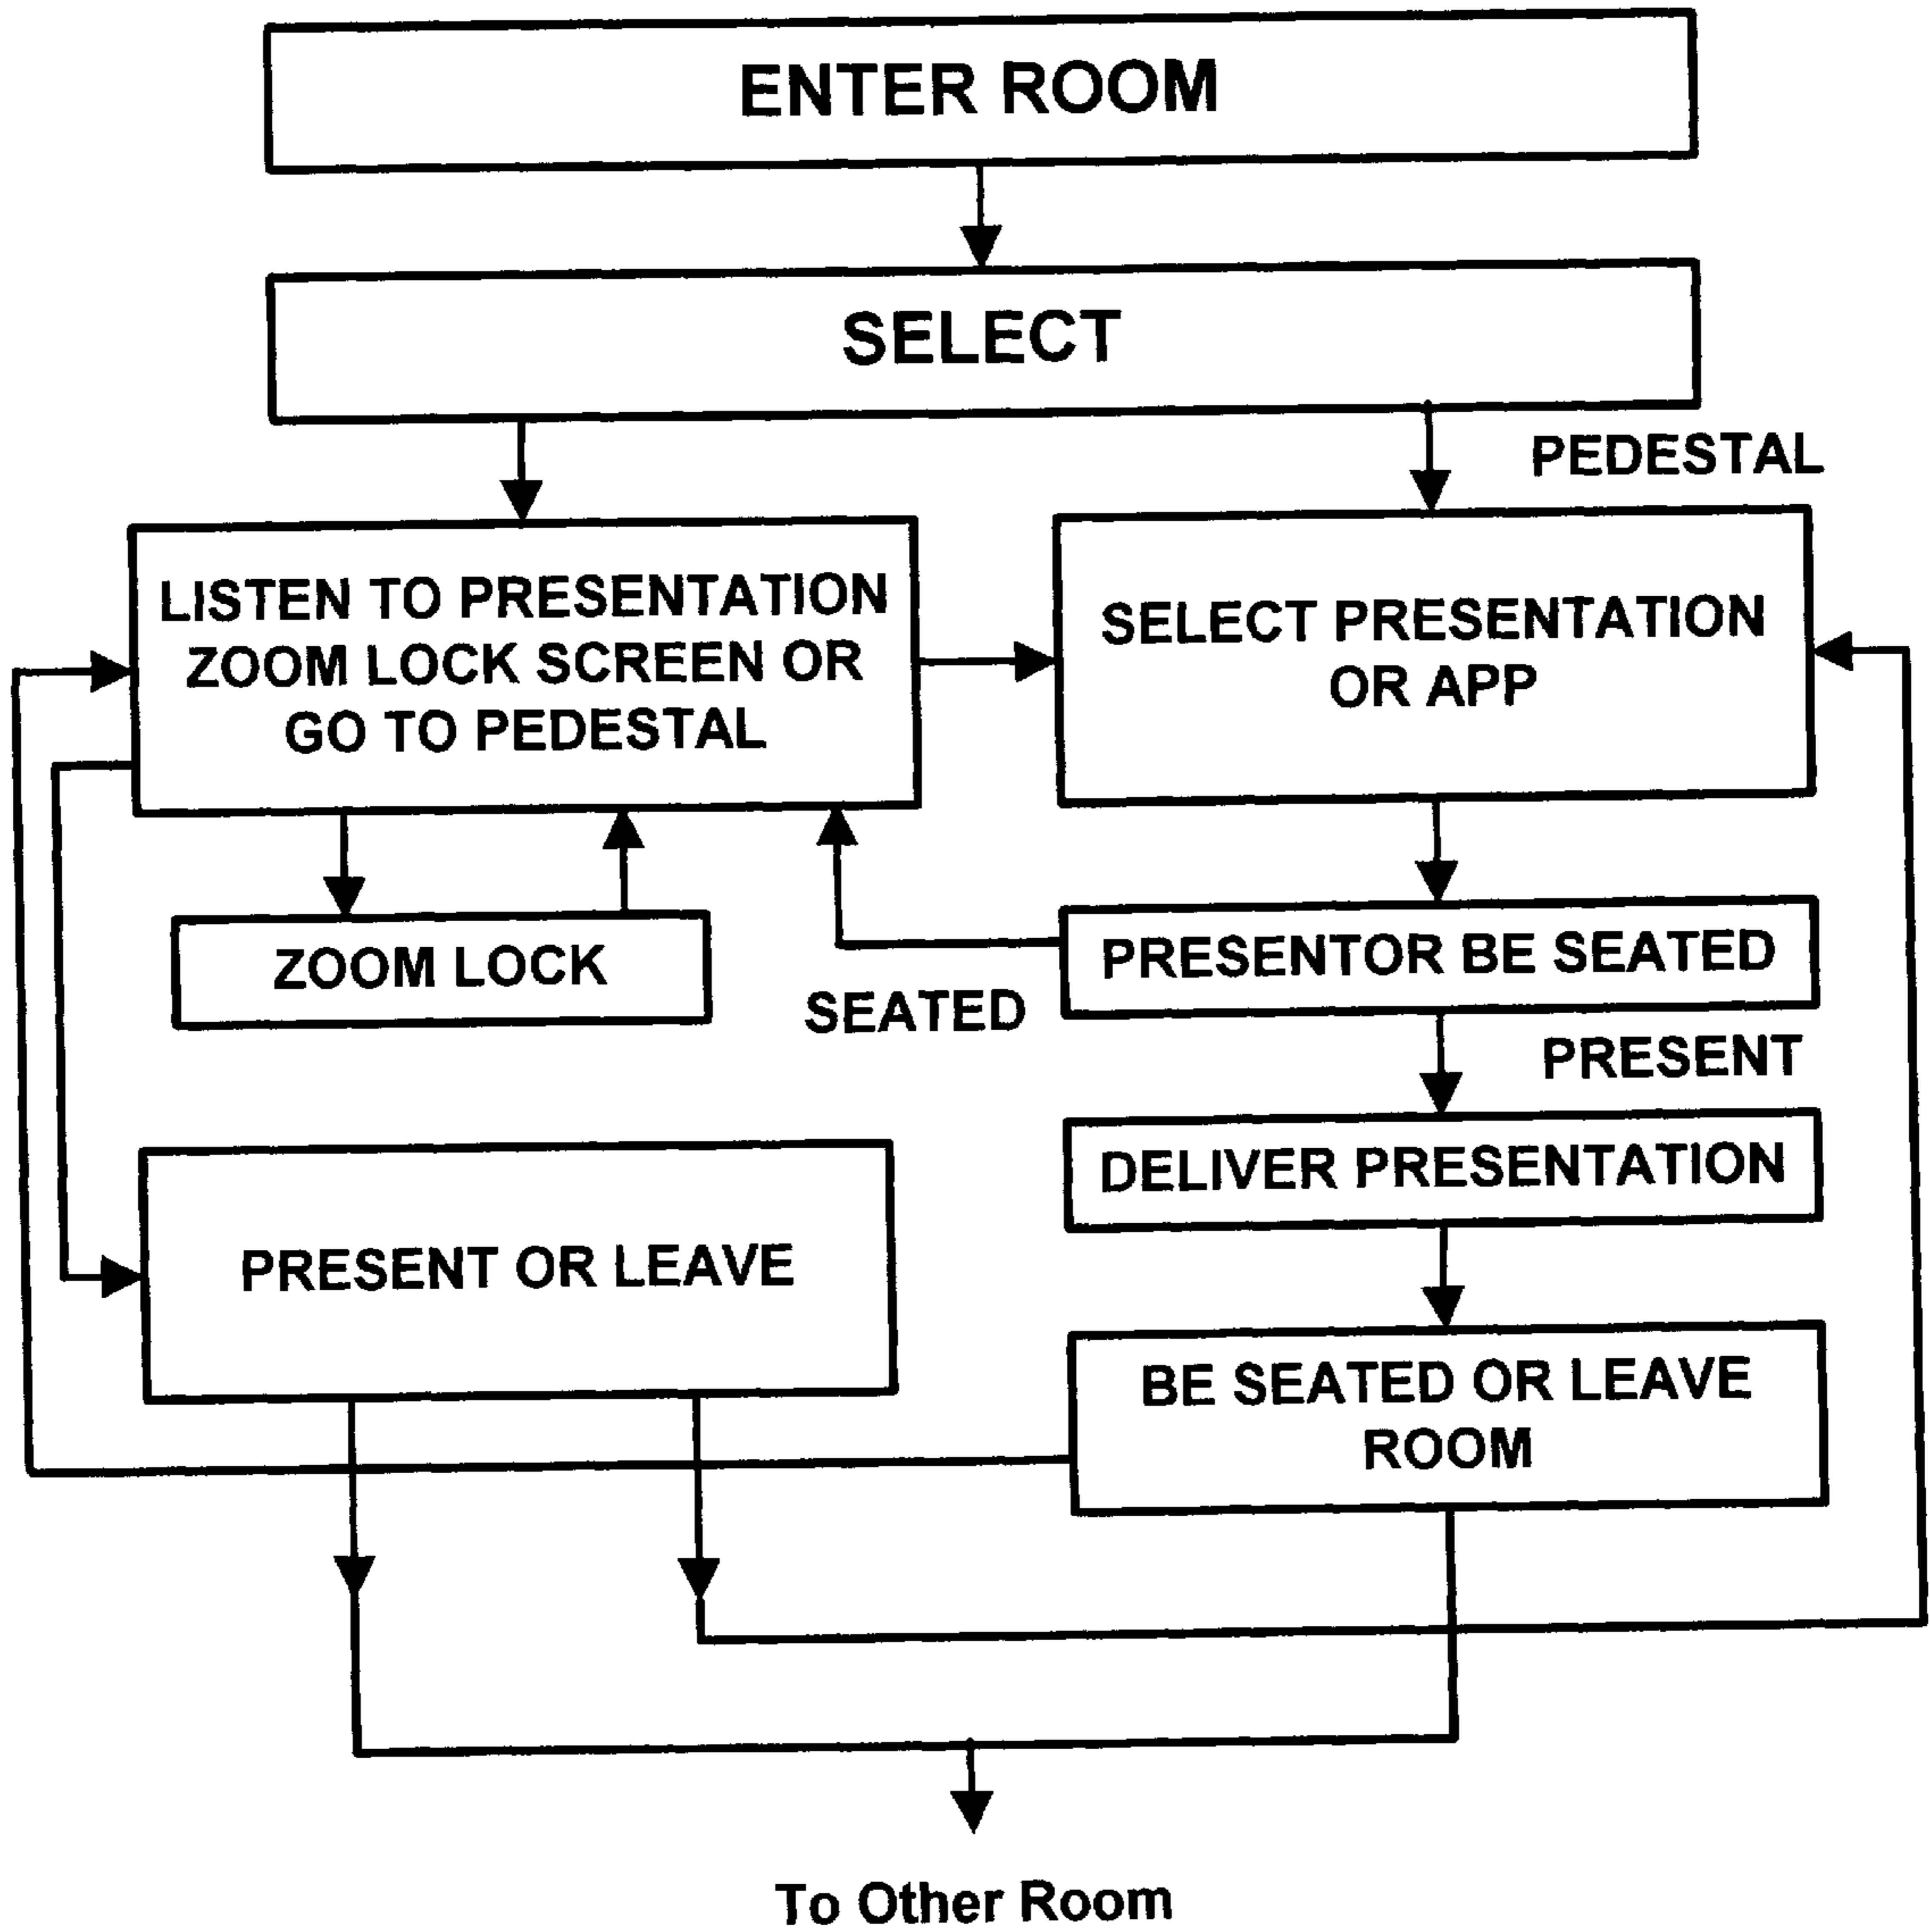 ENTER ROOM
SELECT
PEDESTAL
LISTEN TO PRESENTATION
ZOOM LOCK SCREEN OR
GO TO PEDESTAL
SELECT PRESENTATION
OR APP
ZOOM LOCK
PRESENTOR BE SEATED
SEATED
PRESENT
DELIVER PRESENTATION
PRESENT OR LEAVE
BE SEATED OR LEAVE
ROOM
To Other Room